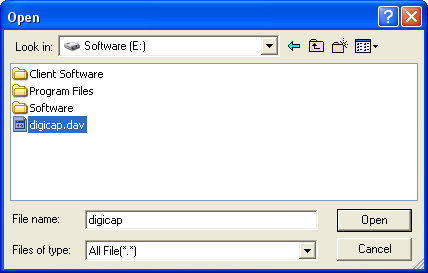 Open
Look in: Software (E:)
Client Software
Program Files
Software
digicap.dav
File name: digicap Open
Files of type: All File(*.*) Cancel